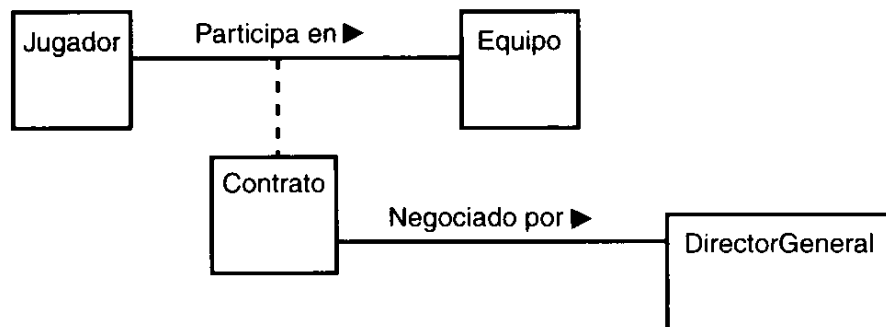 Jugador
Participa en ▶
Equipo
Contrato
Negociado por ▶
DirectorGeneral